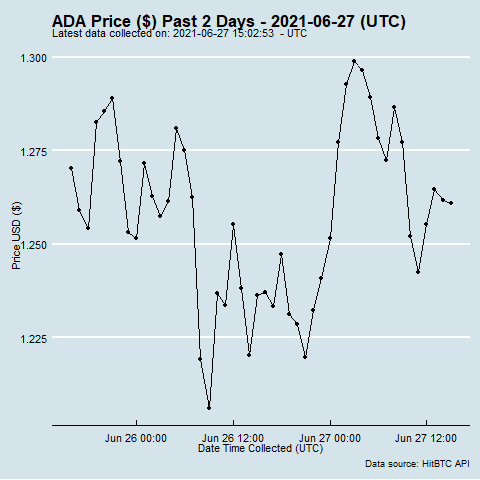 ADA Price ($) Past 2 Days - 2021-06-27 (UTC)
Latest data collected on: 2021-06-27 15:02:53 - UTC
1.300
1.275
1.250
1.225
Price USD ($)
Jun 26 00:00 Jun 26 12:00 Jun 27 00:00 Jun 27 12:00
Date Time Collected (UTC)
Data source: HitBTC API